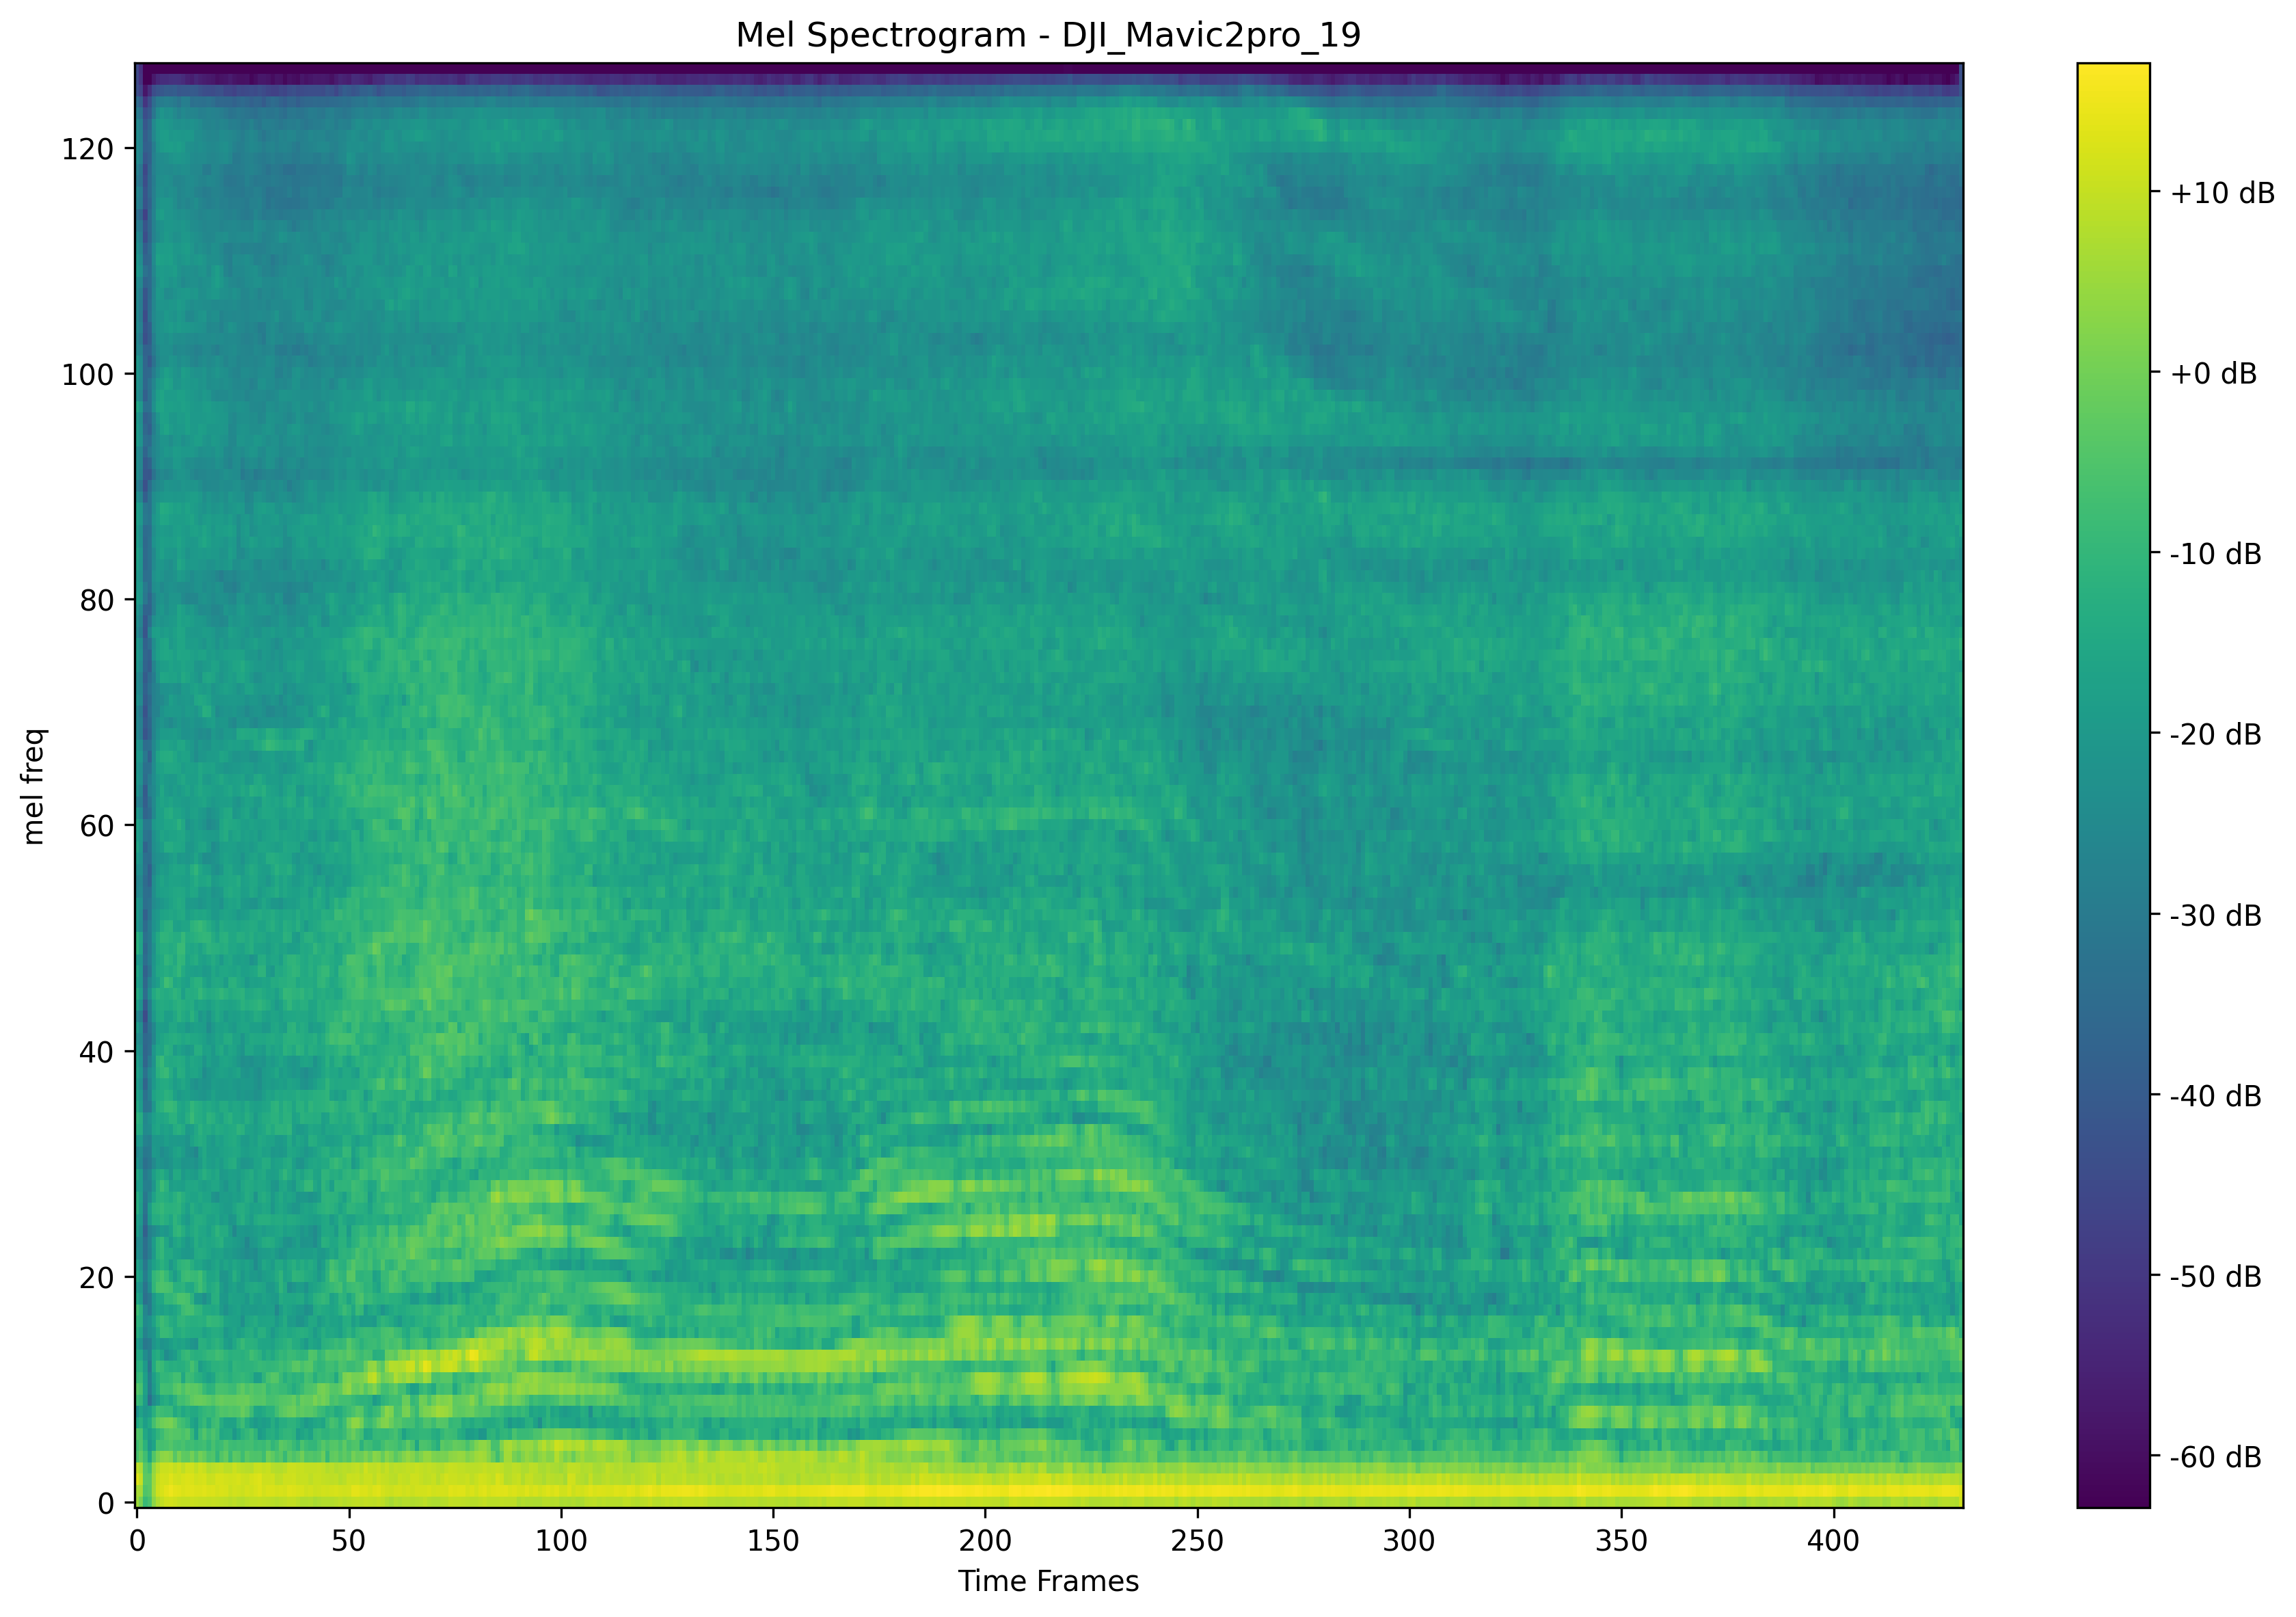 Mel Spectrogram - DJI_Mavic2pro_19
mel freq
120
100
80
60
40
20
0
0 50 100 150 200 250 300 350 400
Time Frames
+10 dB
+0 dB
-10 dB
-20 dB
-30 dB
-40 dB
-50 dB
-60 dB